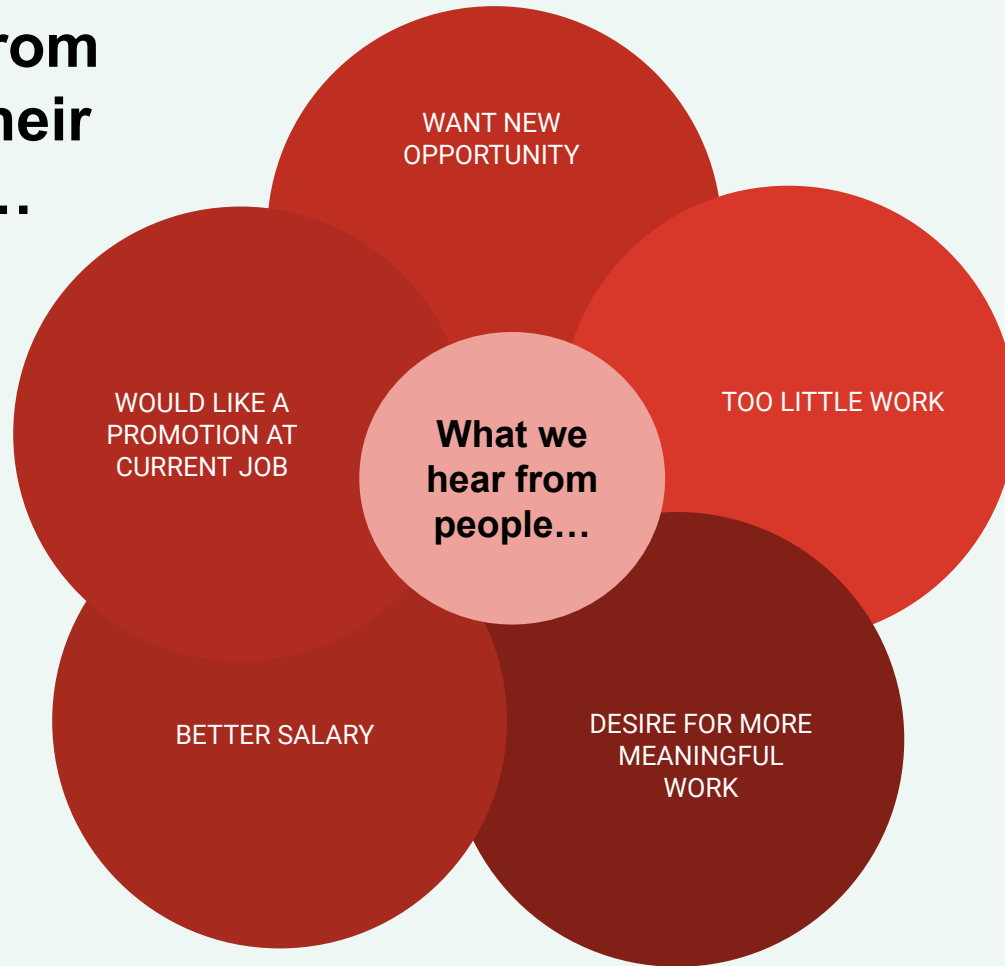 rom
heir
…
WANT NEW
OPPORTUNITY
TOO LITTLE WORK
WOULD LIKE A
PROMOTION AT
CURRENT JOB
What we
hear from
people…
BETTER SALARY
DESIRE FOR MORE
MEANINGFUL
WORK